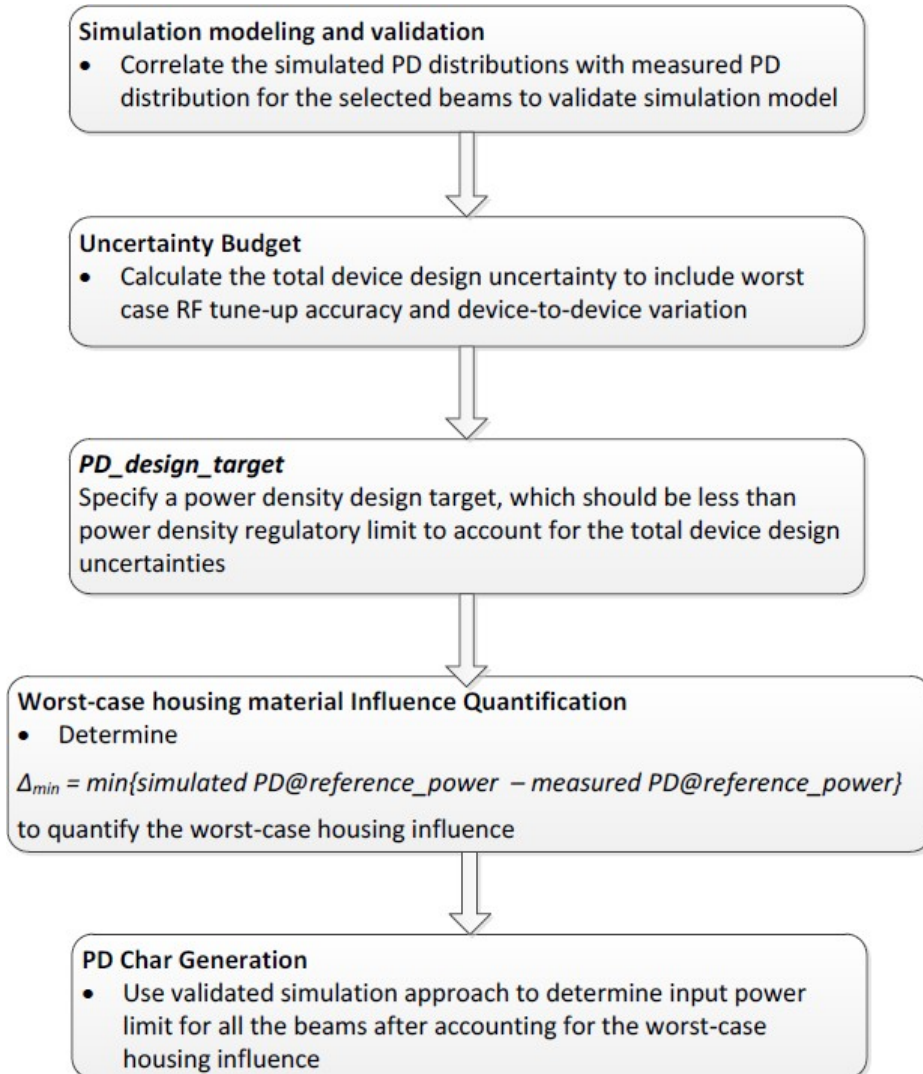 Simulation modeling and validation
• Correlate the simulated PD distributions with measured PD
distribution for the selected beams to validate simulation model
Uncertainty Budget
• Calculate the total device design uncertainty to include worst
case RF tune-up accuracy and device-to-device variation
PD_design_target
Specify a power density design target, which should be less than
power density regulatory limit to account for the total device design
uncertainties
Worst-case housing material Influence Quantification
• Determine
Δmin = min{simulated PD@reference_power – measured PD@reference_power}
to quantify the worst-case housing influence
PD Char Generation
• Use validated simulation approach to determine input power
limit for all the beams after accounting for the worst-case
housing influence